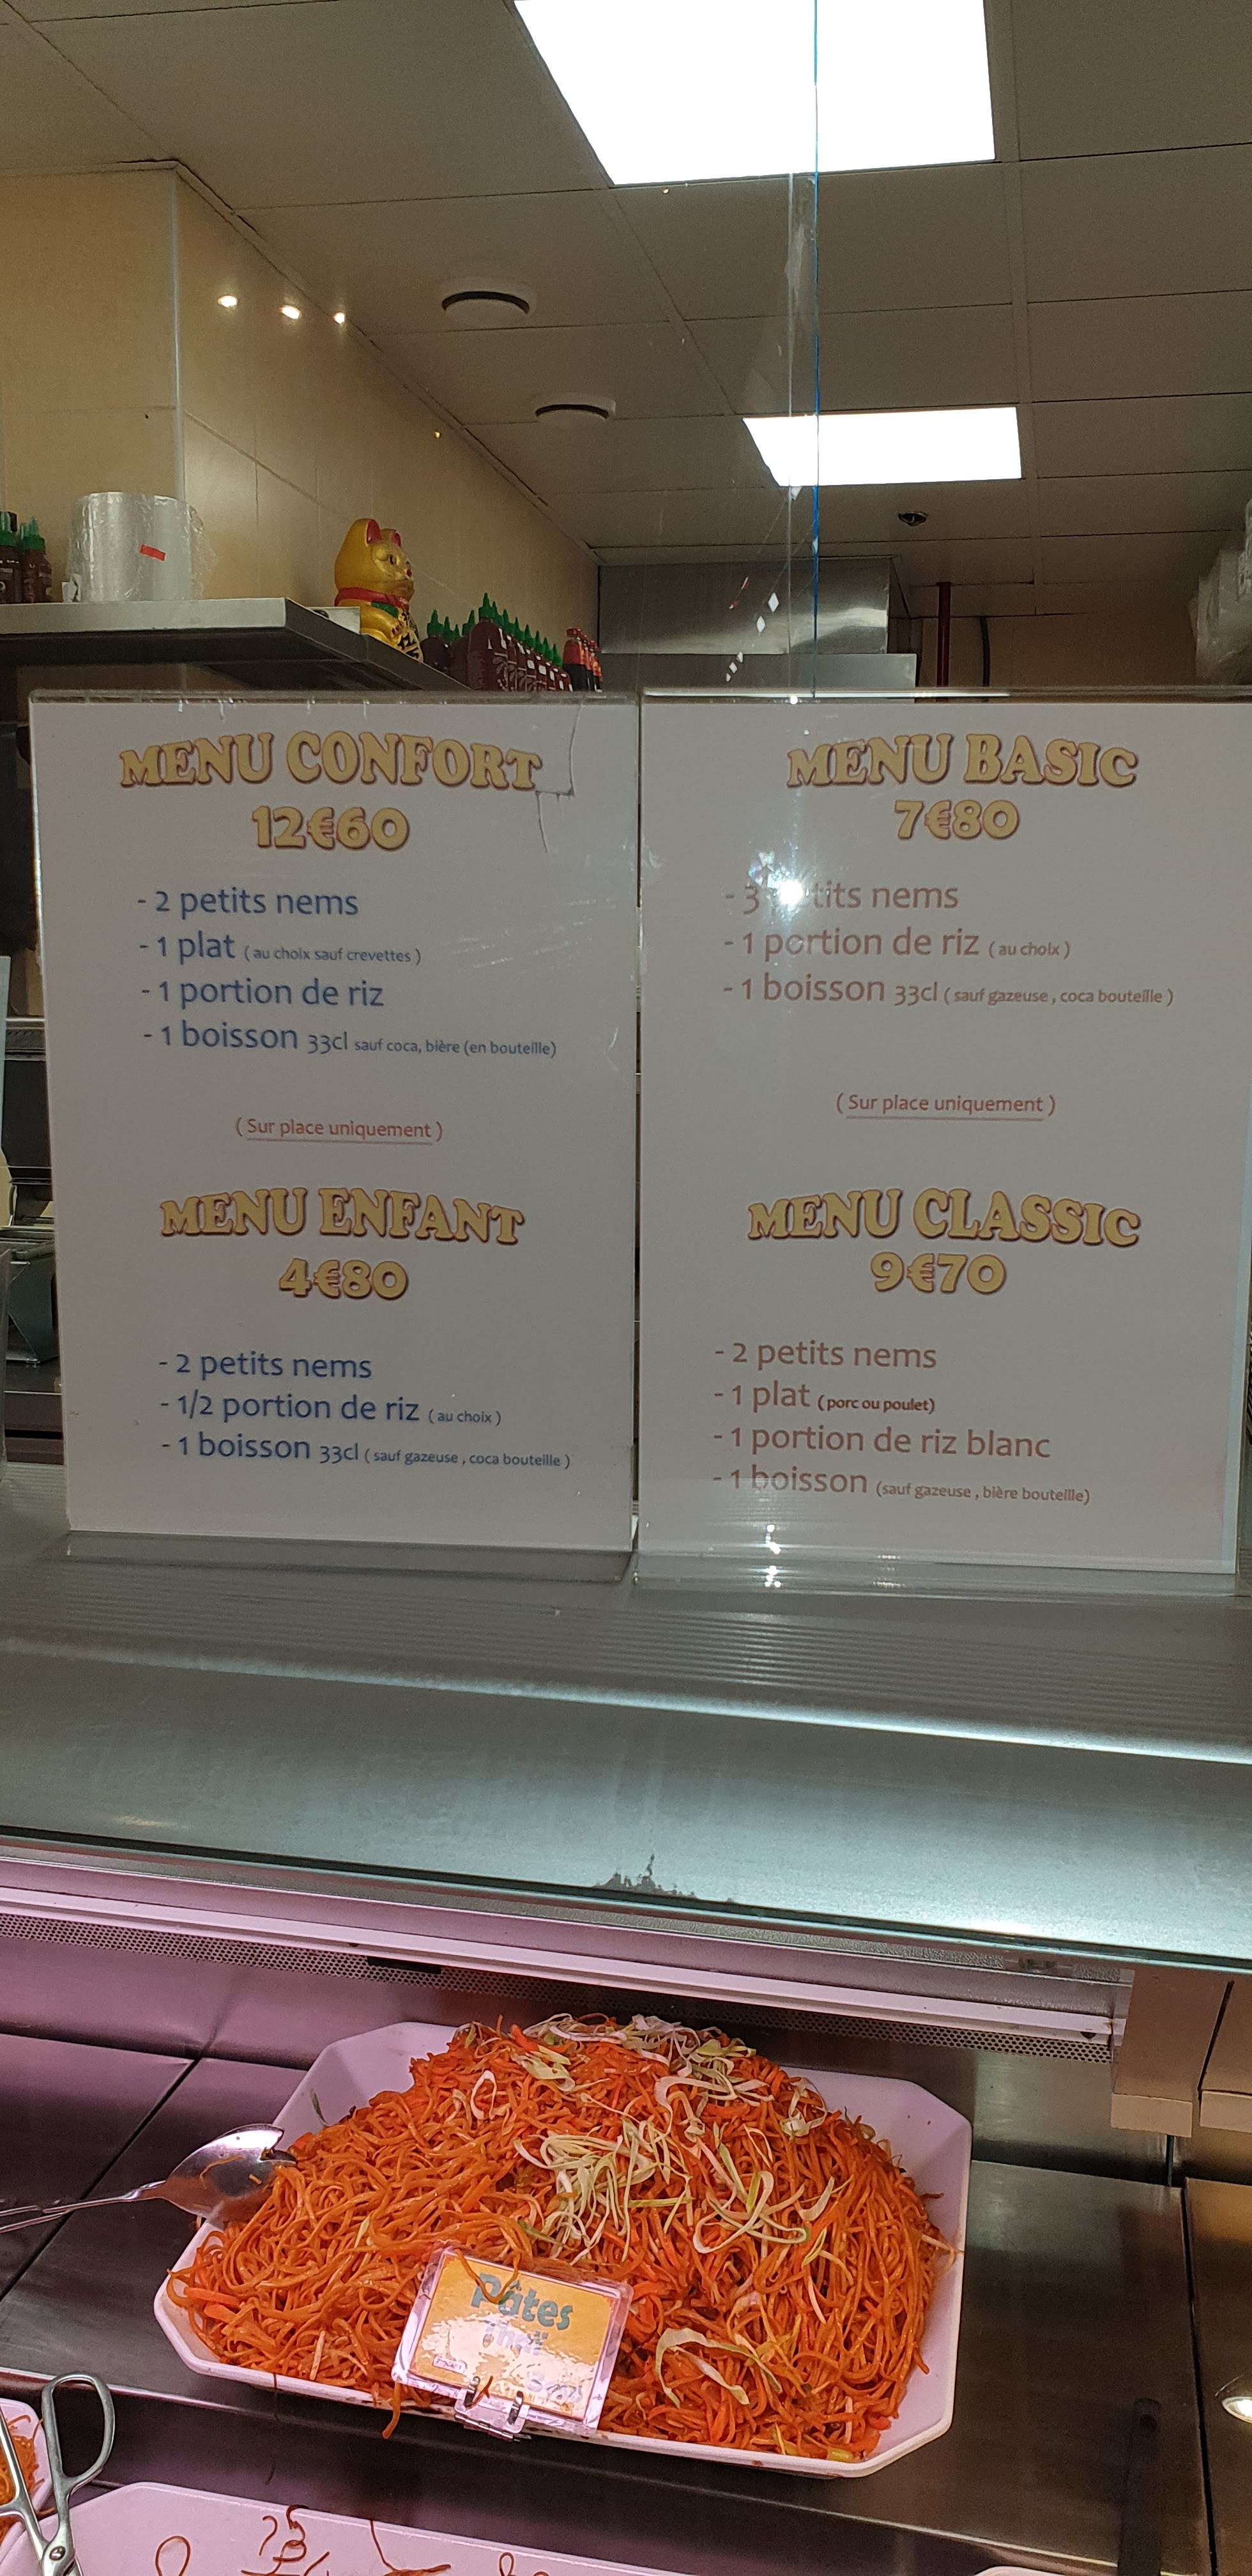 MENU CONFORT
12€60
- 2 petits nems
- 1 plat ( au choix sauf crevettes )
- 1 portion de riz
- 1 boisson 33cl sauf coca, bière (en bouteille)
( Sur place uniquement )
MENU ENFANT
4€80
- 2 petits nems
- 1/2 portion de riz ( au choix )
- 1 boisson 33cl ( sauf gazeuse , coca bouteille )
MENU BASIC
7€80
- 3 petits nems
- 1 portion de riz ( au choix )
- 1 boisson 33cl ( sauf gazeuse , coca bouteille )
( Sur place uniquement )
MENU CLASSIC
9€70
- 2 petits nems
- 1 plat ( porc ou poulet)
- 1 portion de riz blanc
- 1 boisson (sauf gazeuse , bière bouteille)
Pâtes